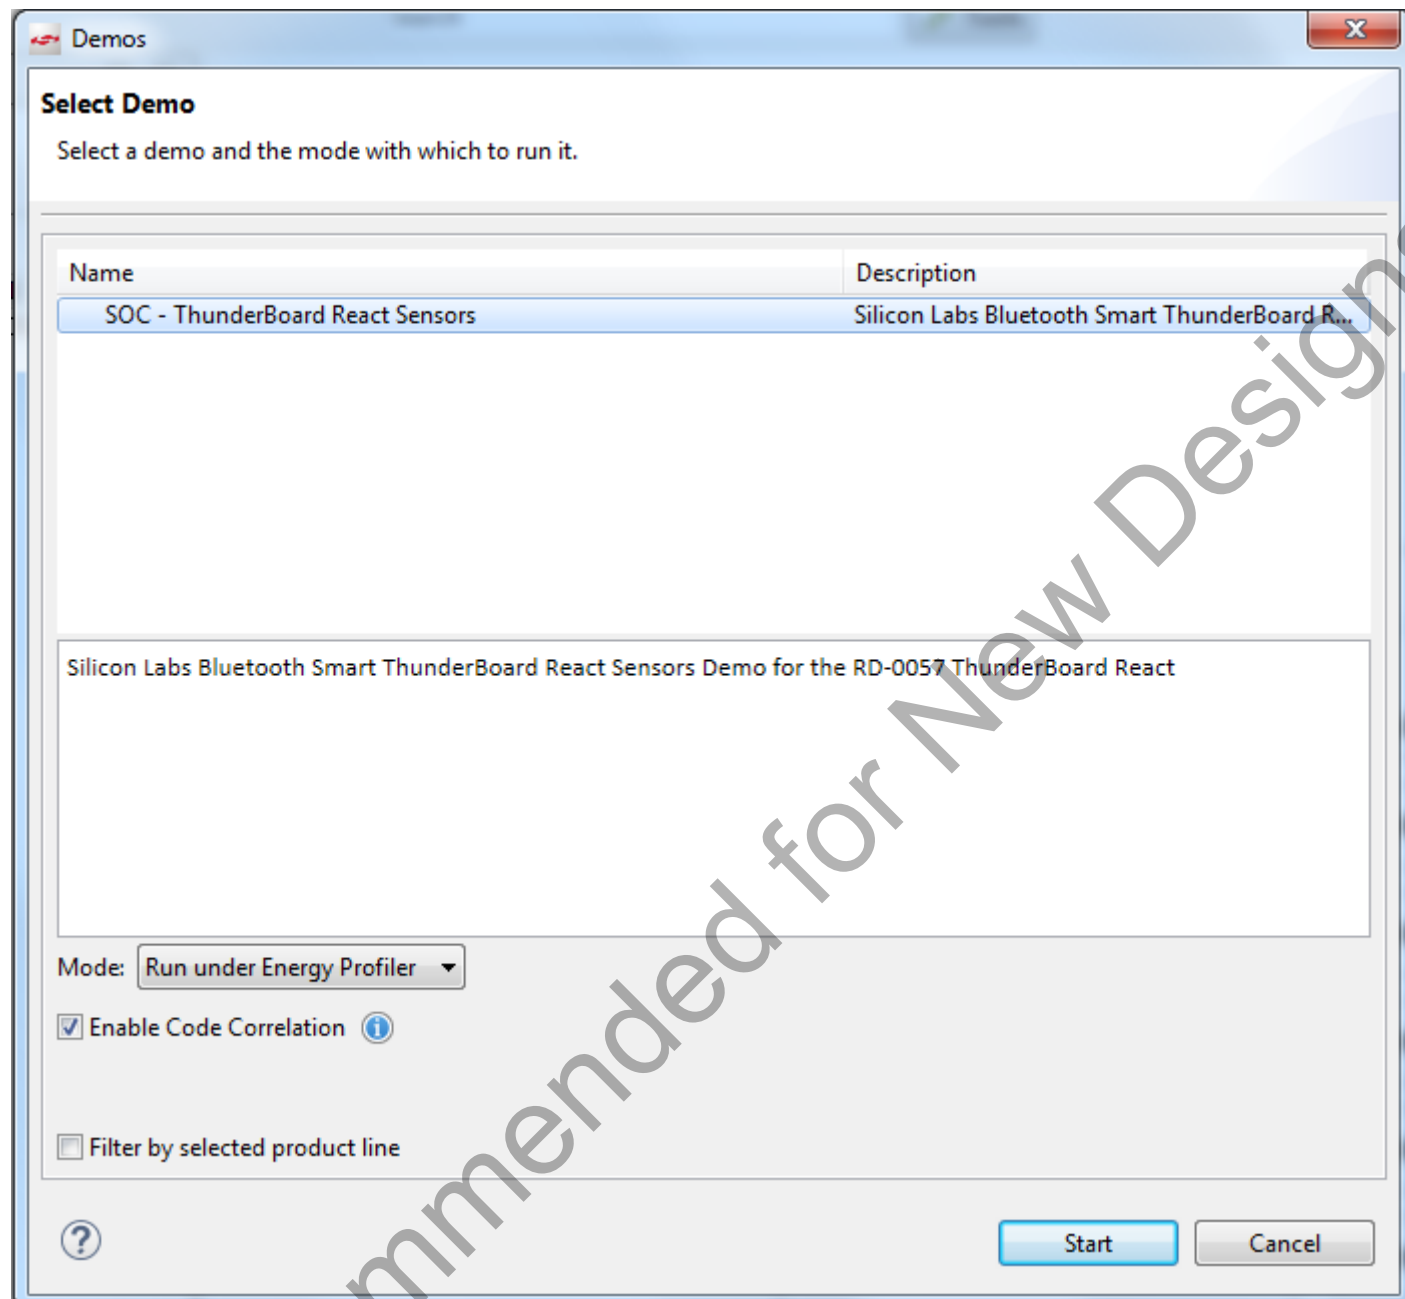 Demos
Select Demo
Select a demo and the mode with which to run it.
Name Description
SOC - ThunderBoard React Sensors Silicon Labs Bluetooth Smart ThunderBoard R...
Silicon Labs Bluetooth Smart ThunderBoard React Sensors Demo for the RD-0057 ThunderBoard React
Mode: Run under Energy Profiler
Enable Code Correlation
Filter by selected product line
Start Cancel
mmended for New Design